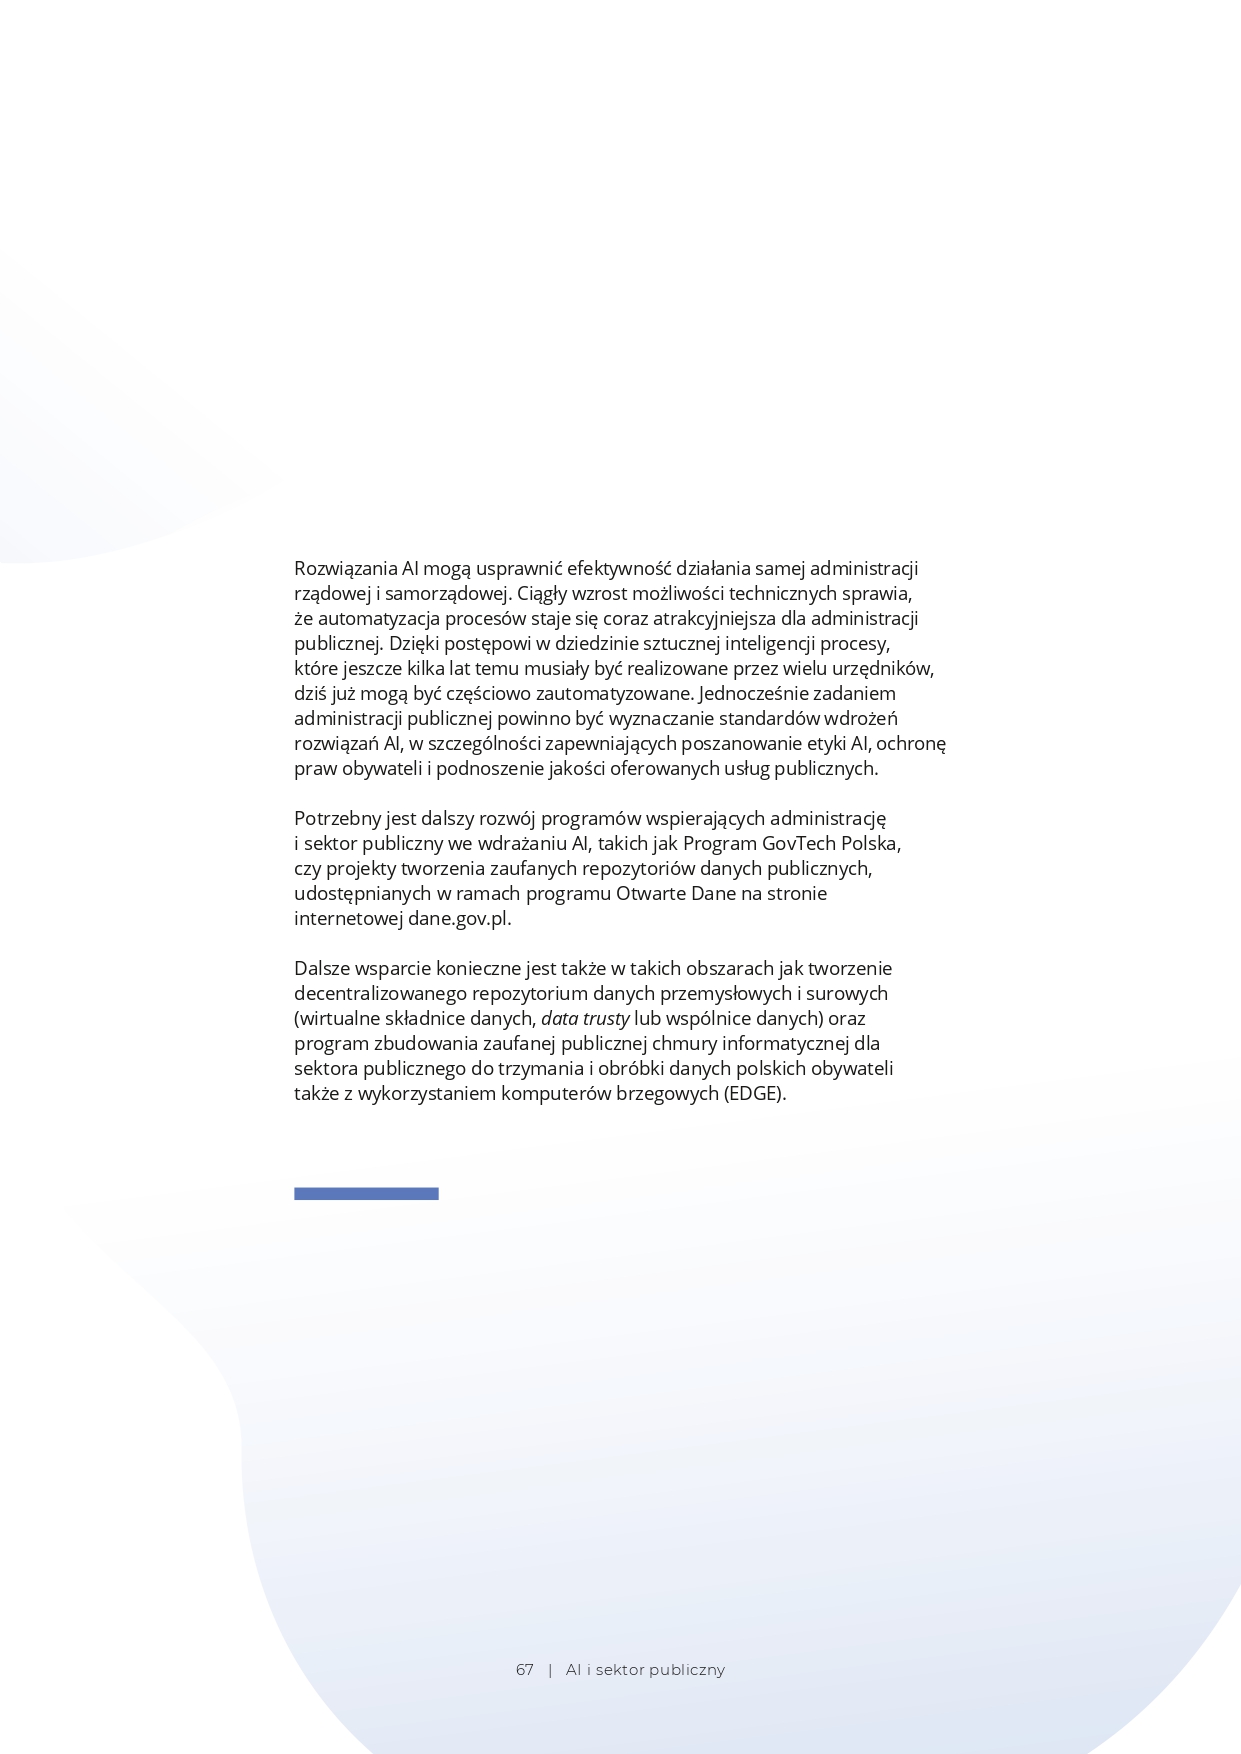 Rozwiązania AI mogą usprawnić efektywność działania samej administracji
rządowej i samorządowej. Ciągły wzrost możliwości technicznych sprawia,
że automatyzacja procesów staje się coraz atrakcyjniejsza dla administracji
publicznej. Dzięki postępowi w dziedzinie sztucznej inteligencji procesy,
które jeszcze kilka lat temu musiały być realizowane przez wielu urzędników,
dziś już mogą być częściowo zautomatyzowane. Jednocześnie zadaniem
administracji publicznej powinno być wyznaczanie standardów wdrożeń
rozwiązań AI, w szczególności zapewniających poszanowanie etyki AI, ochronę
praw obywateli i podnoszenie jakości oferowanych usług publicznych.
Potrzebny jest dalszy rozwój programów wspierających administrację
i sektor publiczny we wdrażaniu AI, takich jak Program GovTech Polska,
czy projekty tworzenia zaufanych repozytoriów danych publicznych,
udostępnianych w ramach programu Otwarte Dane na stronie
internetowej dane.gov.pl.
Dalsze wsparcie konieczne jest także w takich obszarach jak tworzenie
decentralizowanego repozytorium danych przemysłowych i surowych
(wirtualne składnice danych, data trusty lub wspólnice danych) oraz
program zbudowania zaufanej publicznej chmury informatycznej dla
sektora publicznego do trzymania i obróbki danych polskich obywateli
także z wykorzystaniem komputerów brzegowych (EDGE).
67 | AI i sektor publiczny